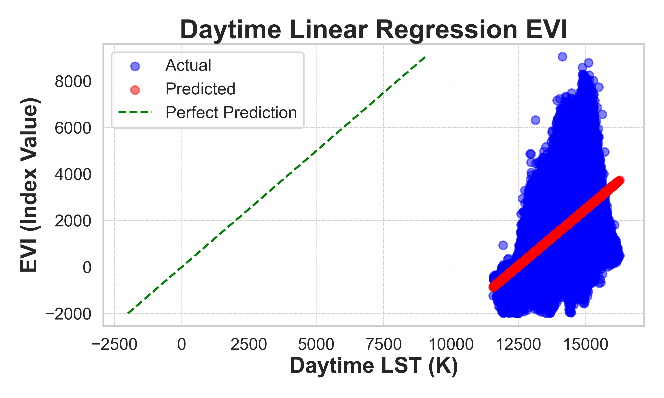 Daytime Linear Regression EVI
Actual
Predicted
Perfect Prediction
EVI (Index Value)
8000
6000
4000
2000
0
−2000
−2500 0 2500 5000 7500 10000 12500 15000
Daytime LST (K)